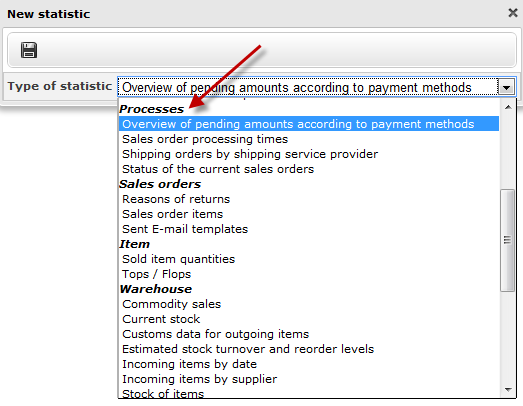 New statistic
Type of statistic Overview of pending amounts according to payment methods
Processes
Overview of pending amounts according to payment methods
Sales order processing times
Shipping orders by shipping service provider
Status of the current sales orders
Sales orders
Reasons of returns
Sales order items
Sent E-mail templates
Item
Sold item quantities
Tops / Flops
Warehouse
Commodity sales
Current stock
Customs data for outgoing items
Estimated stock turnover and reorder levels
Incoming items by date
Incoming items by supplier
Stock of items